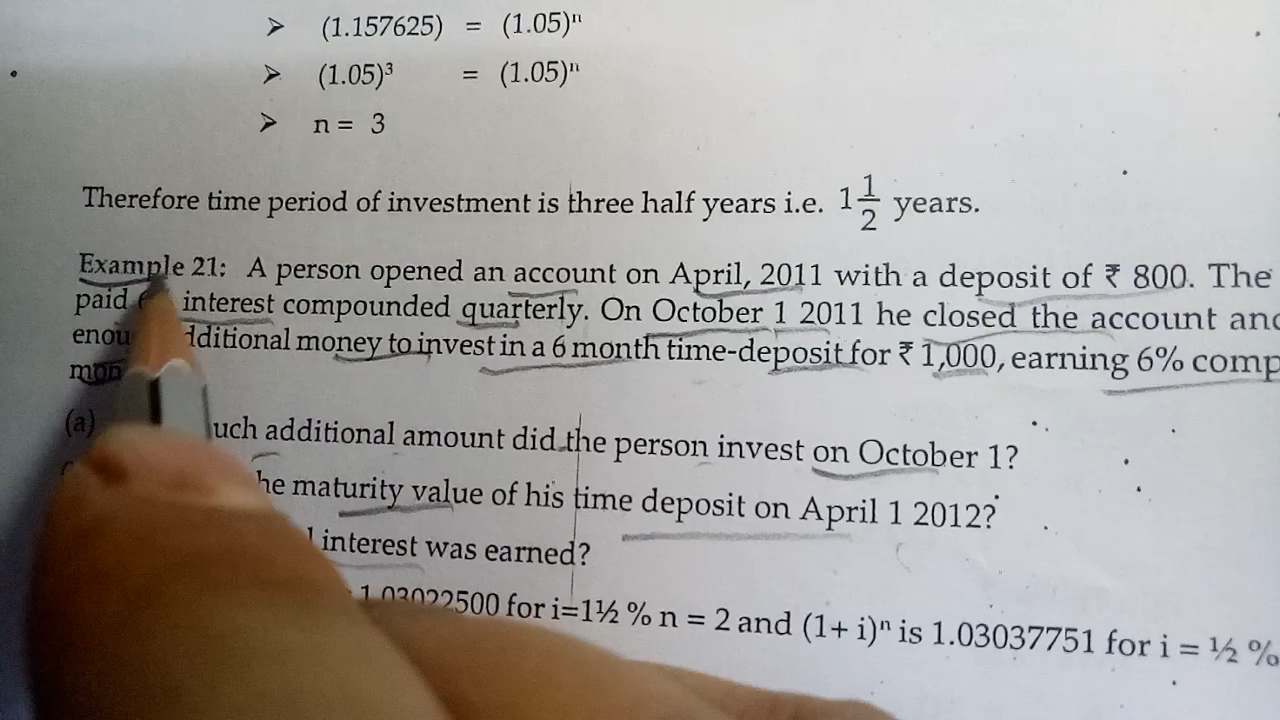 ➤ (1.157625) = (1.05)ⁿ
➤ (1.05)³ = (1.05)ⁿ
➤ n = 3
Therefore time period of investment is three half years i.e. 1 1/2 years.
Example 21: A person opened an account on April, 2011 with a deposit of ₹ 800. The
paid interest compounded quarterly. On October 1 2011 he closed the account
additional money to invest in a 6 month time-deposit for ₹ 1,000, earning 6% comp
(a) additional amount did the person invest on October 1?
he maturity value of his time deposit on April 1 2012?
interest was earned?
1.03022500 for i=1½ % n = 2 and (1+ i)ⁿ is 1.03037751 for i = ½ %